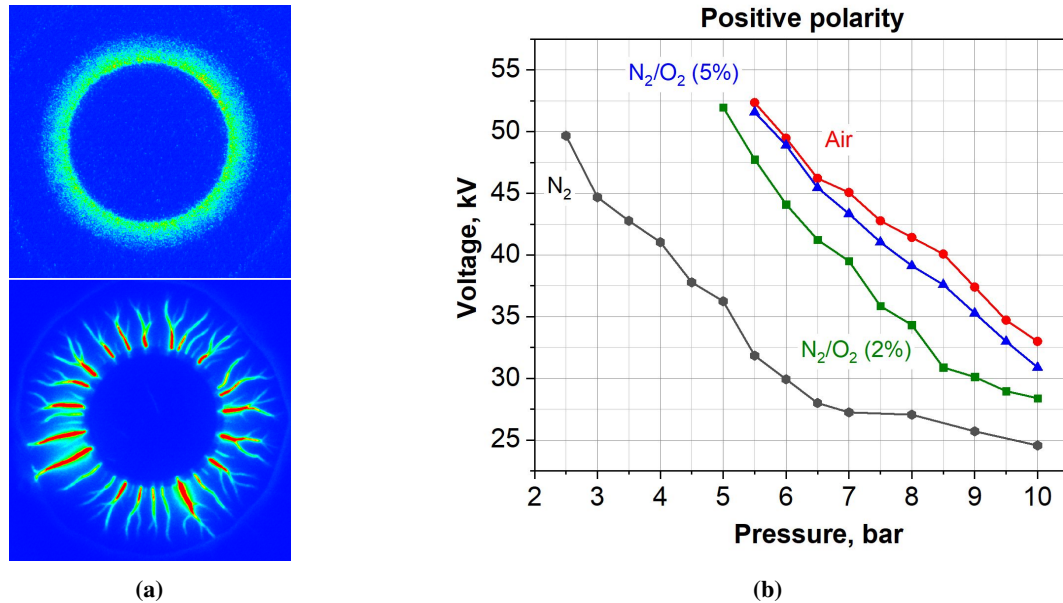 Positive polarity
55
50
45
40
35
30
25
Voltage, kV
N₂/O₂ (5%)
Air
N₂
N₂/O₂ (2%)
2 3 4 5 6 7 8 9 10
Pressure, bar
(a) (b)